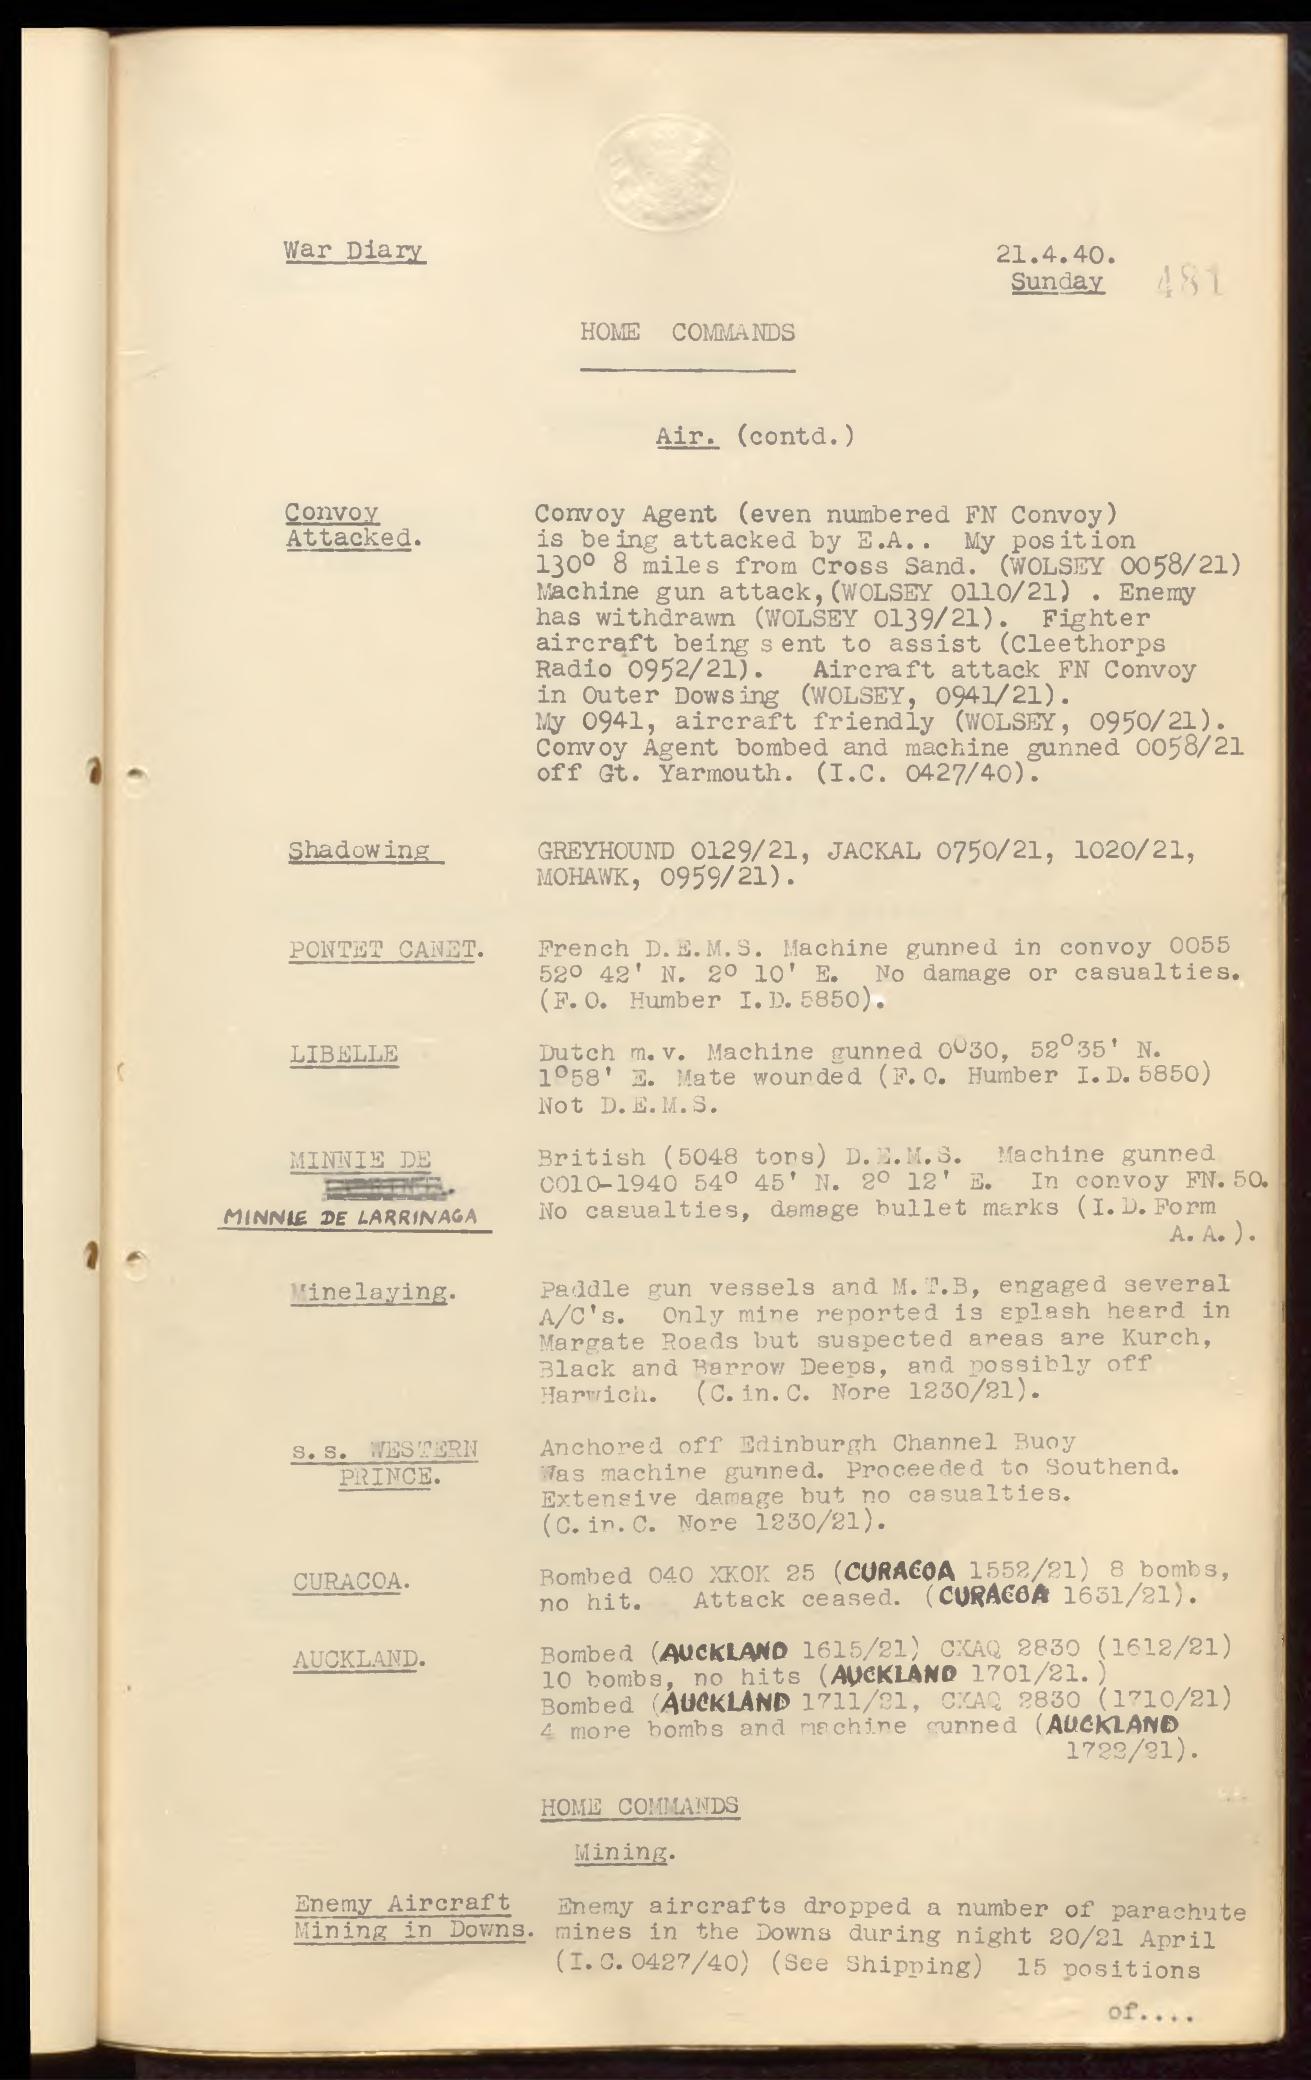 War Diary
21.4.40.
Sunday
481
HOME COMMANDS
Air. (contd.)
Convoy
Attacked.
Convoy Agent (even numbered FN Convoy)
is being attacked by E.A.. My position
130° 8 miles from Cross Sand. (WOLSEY 0058/21)
Machine gun attack,(WOLSEY 0110/21) . Enemy
has withdrawn (WOLSEY 0139/21). Fighter
aircraft being sent to assist (Cleethorps
Radio 0952/21). Aircraft attack FN Convoy
in Outer Dowsing (WOLSEY, 0941/21).
My 0941, aircraft friendly (WOLSEY, 0950/21).
Convoy Agent bombed and machine gunned 0058/21
off Gt. Yarmouth. (I.C. 0427/40).
Shadowing
GREYHOUND 0129/21, JACKAL 0750/21, 1020/21,
MOHAWK, 0959/21).
PONTET CANET.
French D.E.M.S. Machine gunned in convoy 0055
52° 42' N. 2° 10' E. No damage or casualties.
(F.O. Humber I.D.5850).
LIBELLE
Dutch m.v. Machine gunned 0030, 52°35' N.
1°58' E. Mate wounded (F.O. Humber I.D.5850)
Not D.E.M.S.
MINNIE DE
MINNIE DE LARRINAGA
British (5048 tons) D.E.M.S. Machine gunned
0010-1940 54° 45' N. 2° 12' E. In convoy FN.50.
No casualties, damage bullet marks (I.D.Form
A.A.).
Minelaying.
Paddle gun vessels and M.T.B, engaged several
A/C's. Only mine reported is splash heard in
Margate Roads but suspected areas are Kurch,
Black and Barrow Deeps, and possibly off
Harwich. (C.in.C. Nore 1230/21).
s.s. WESTERN
PRINCE.
Anchored off Edinburgh Channel Buoy
Was machine gunned. Proceeded to Southend.
Extensive damage but no casualties.
(C.in.C. Nore 1230/21).
CURACOA.
Bombed 040 XKOK 25 (CURACOA 1552/21) 8 bombs,
no hit. Attack ceased. (CURACOA 1631/21).
AUCKLAND.
Bombed (AUCKLAND 1615/21) CXAQ 2830 (1612/21)
10 bombs, no hits (AUCKLAND 1701/21.)
Bombed (AUCKLAND 1711/21, CXAQ 2830 (1710/21)
4 more bombs and machine gunned (AUCKLAND
1722/21).
HOME COMMANDS
Mining.
Enemy Aircraft
Mining in Downs.
Enemy aircrafts dropped a number of parachute
mines in the Downs during night 20/21 April
(I.C.0427/40) (See Shipping) 15 positions
of....